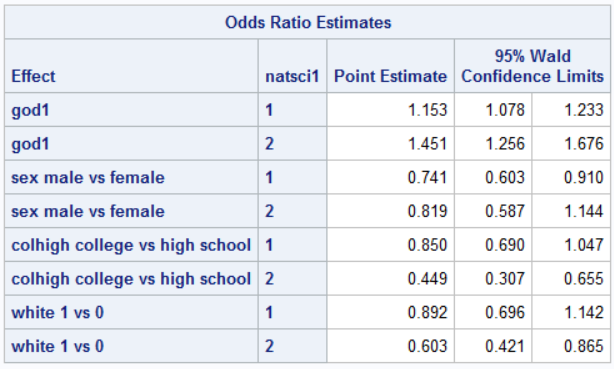 Odds Ratio Estimates
Effect natsci1 Point Estimate 95% Wald Confidence Limits
god1 1 1.153 1.078 1.233
god1 2 1.451 1.256 1.676
sex male vs female 1 0.741 0.603 0.910
sex male vs female 2 0.819 0.587 1.144
colhigh college vs high school 1 0.850 0.690 1.047
colhigh college vs high school 2 0.449 0.307 0.655
white 1 vs 0 1 0.892 0.696 1.142
white 1 vs 0 2 0.603 0.421 0.865